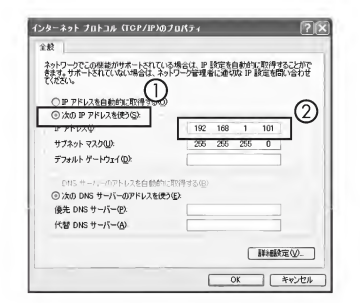 インターネット プロトコル (TCP/IP)のプロパティ
全般
ネットワークでこの機能がサポートされている場合は、IP 設定を自動的に取得することがで
きます。サポートされていない場合は、ネットワーク管理者に適切な IP 設定を問い合わせ
てください。
①
IP アドレスを自動的に取得する(O)
次の IP アドレスを使う(S):
②
IP アドレス(I): 192 168 1 101
サブネット マスク(U): 255 255 255 0
デフォルト ゲートウェイ(D):
DNS サーバーのアドレスを自動的に取得する(B)
次の DNS サーバーのアドレスを使う(E):
優先 DNS サーバー(P):
代替 DNS サーバー(A):
詳細設定(V)...
OK キャンセル